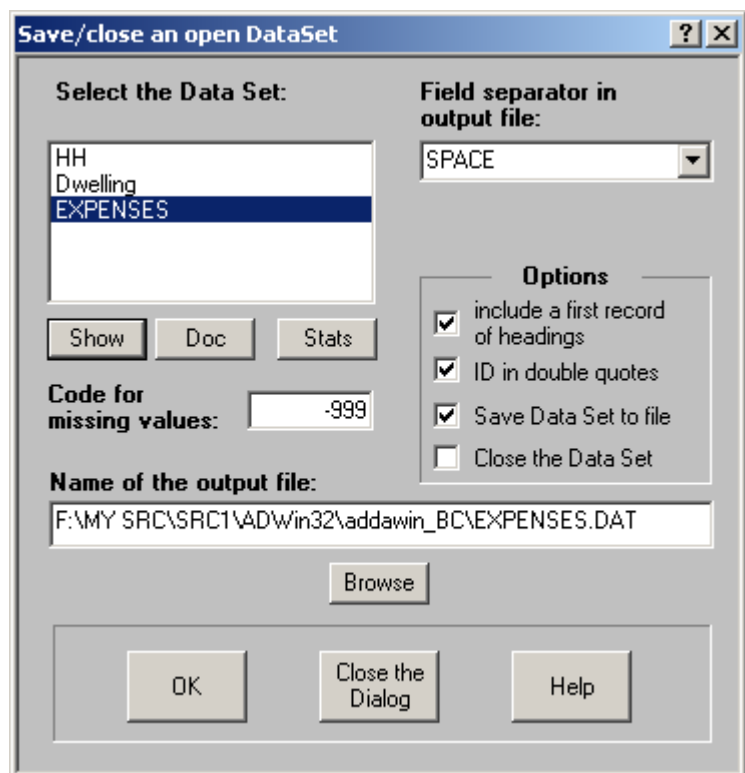 Save/close an open DataSet
Select the Data Set:
HH
Dwelling
EXPENSES
Show
Doc
Stats
Code for
missing values:
-999
Field separator in
output file:
SPACE
Options
include a first record
of headings
ID in double quotes
Save Data Set to file
Close the Data Set
Name of the output file:
F:\MY SRC\SRC1\ADWin32\addawin_BC\EXPENSES.DAT
Browse
OK
Close the
Dialog
Help